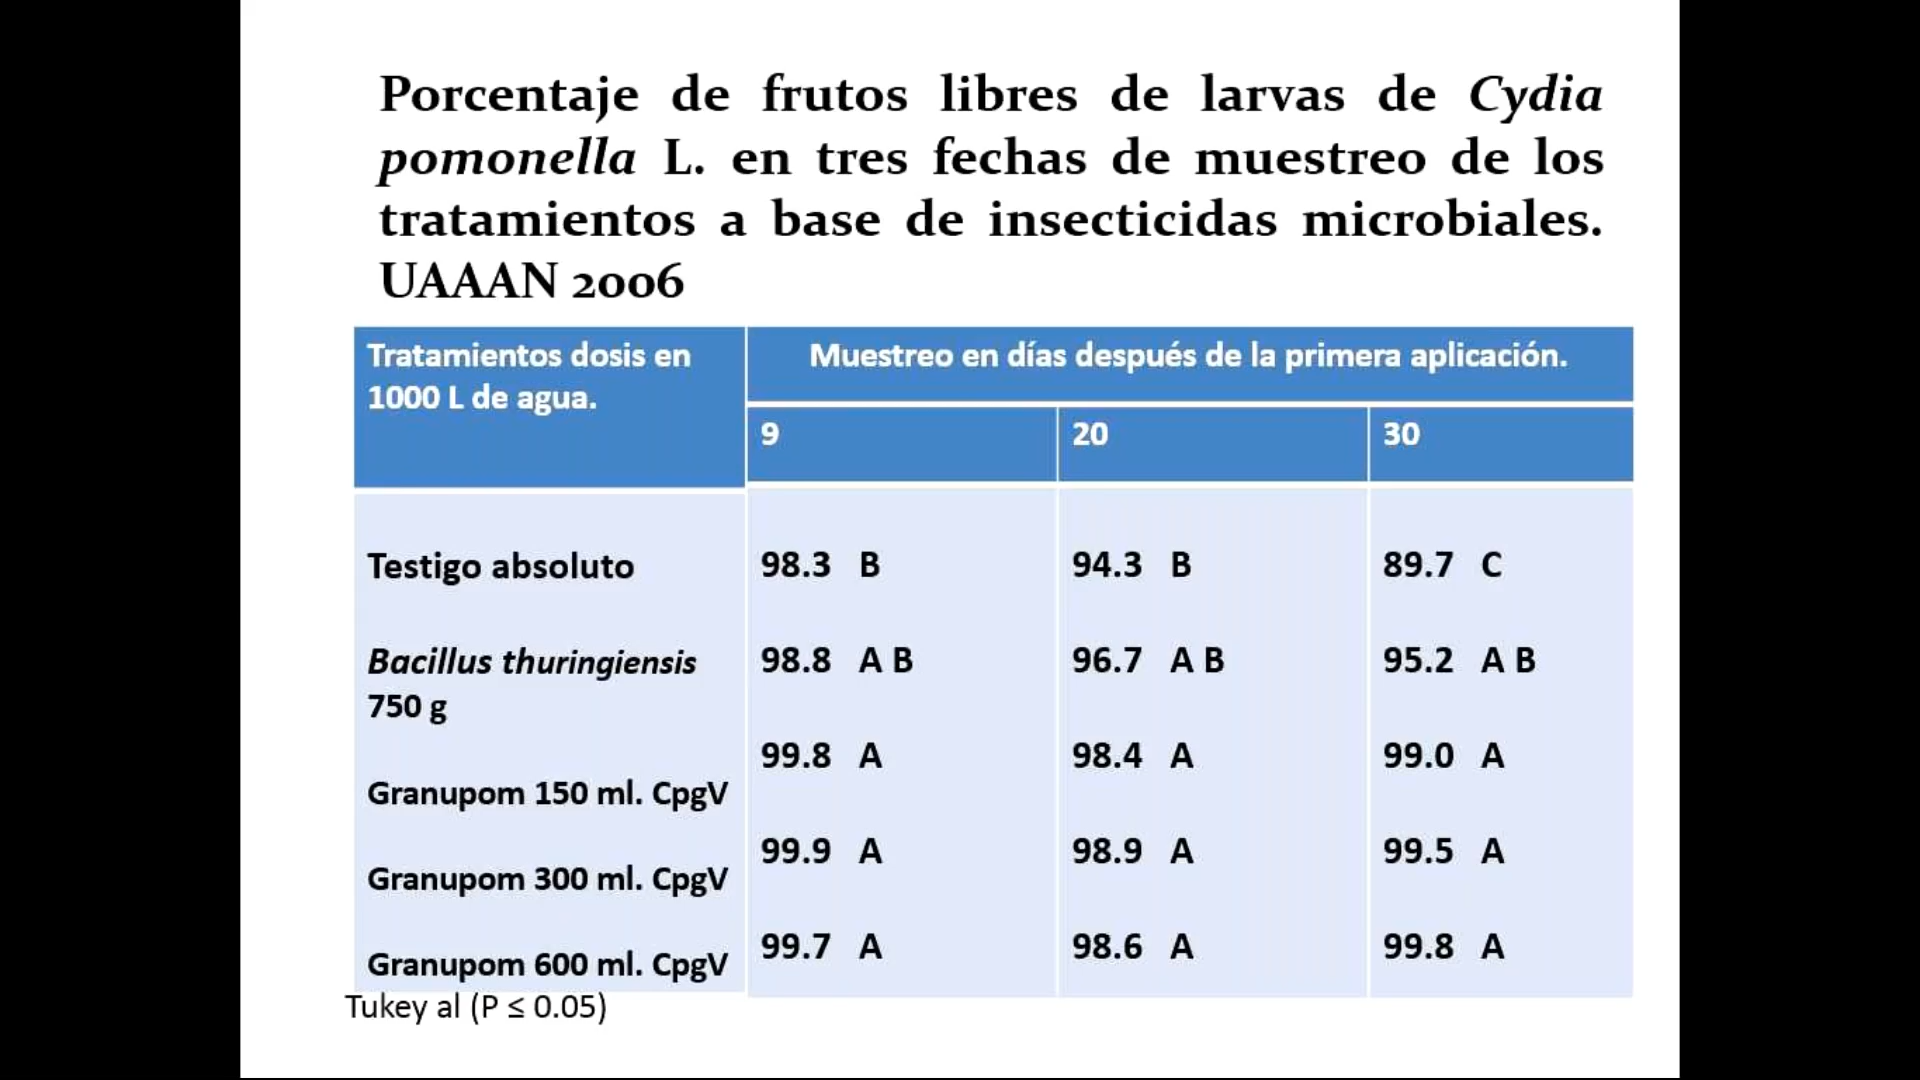 Porcentaje de frutos libres de larvas de Cydia
pomonella L. en tres fechas de muestreo de los
tratamientos a base de insecticidas microbiales.
UAAAN 2006
Tratamientos dosis en
1000 L de agua.
Muestreo en días después de la primera aplicación.
9 20 30
Testigo absoluto 98.3 B 94.3 B 89.7 C
Bacillus thuringiensis 98.8 A B 96.7 A B 95.2 A B
750 g
Granupom 150 ml. CpgV 99.8 A 98.4 A 99.0 A
Granupom 300 ml. CpgV 99.9 A 98.9 A 99.5 A
Granupom 600 ml. CpgV 99.7 A 98.6 A 99.8 A
Tukey al (P ≤ 0.05)